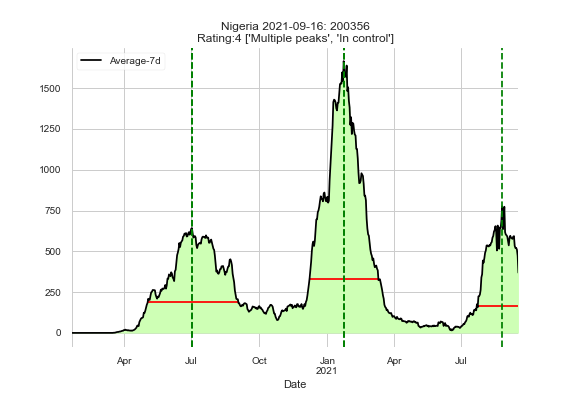 Nigeria 2021-09-16: 200356
Rating:4 ['Multiple peaks', 'In control']
Average-7d
1500
1250
1000
750
500
250
0
Apr
Jul
Oct
Jan
2021
Apr
Jul
Date